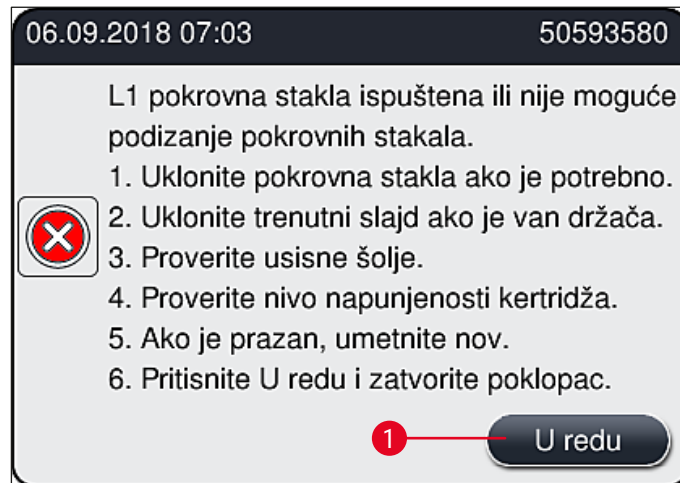 06.09.2018 07:03 50593580
L1 pokrovna stakla ispuštena ili nije moguće
podizanje pokrovnih stakala.
1. Uklonite pokrovna stakla ako je potrebno.
2. Uklonite trenutni slajd ako je van držača.
3. Proverite usisne šolje.
4. Proverite nivo napunjenosti kertridža.
5. Ako je prazan, umetnite nov.
6. Pritisnite U redu i zatvorite poklopac.
1 U redu